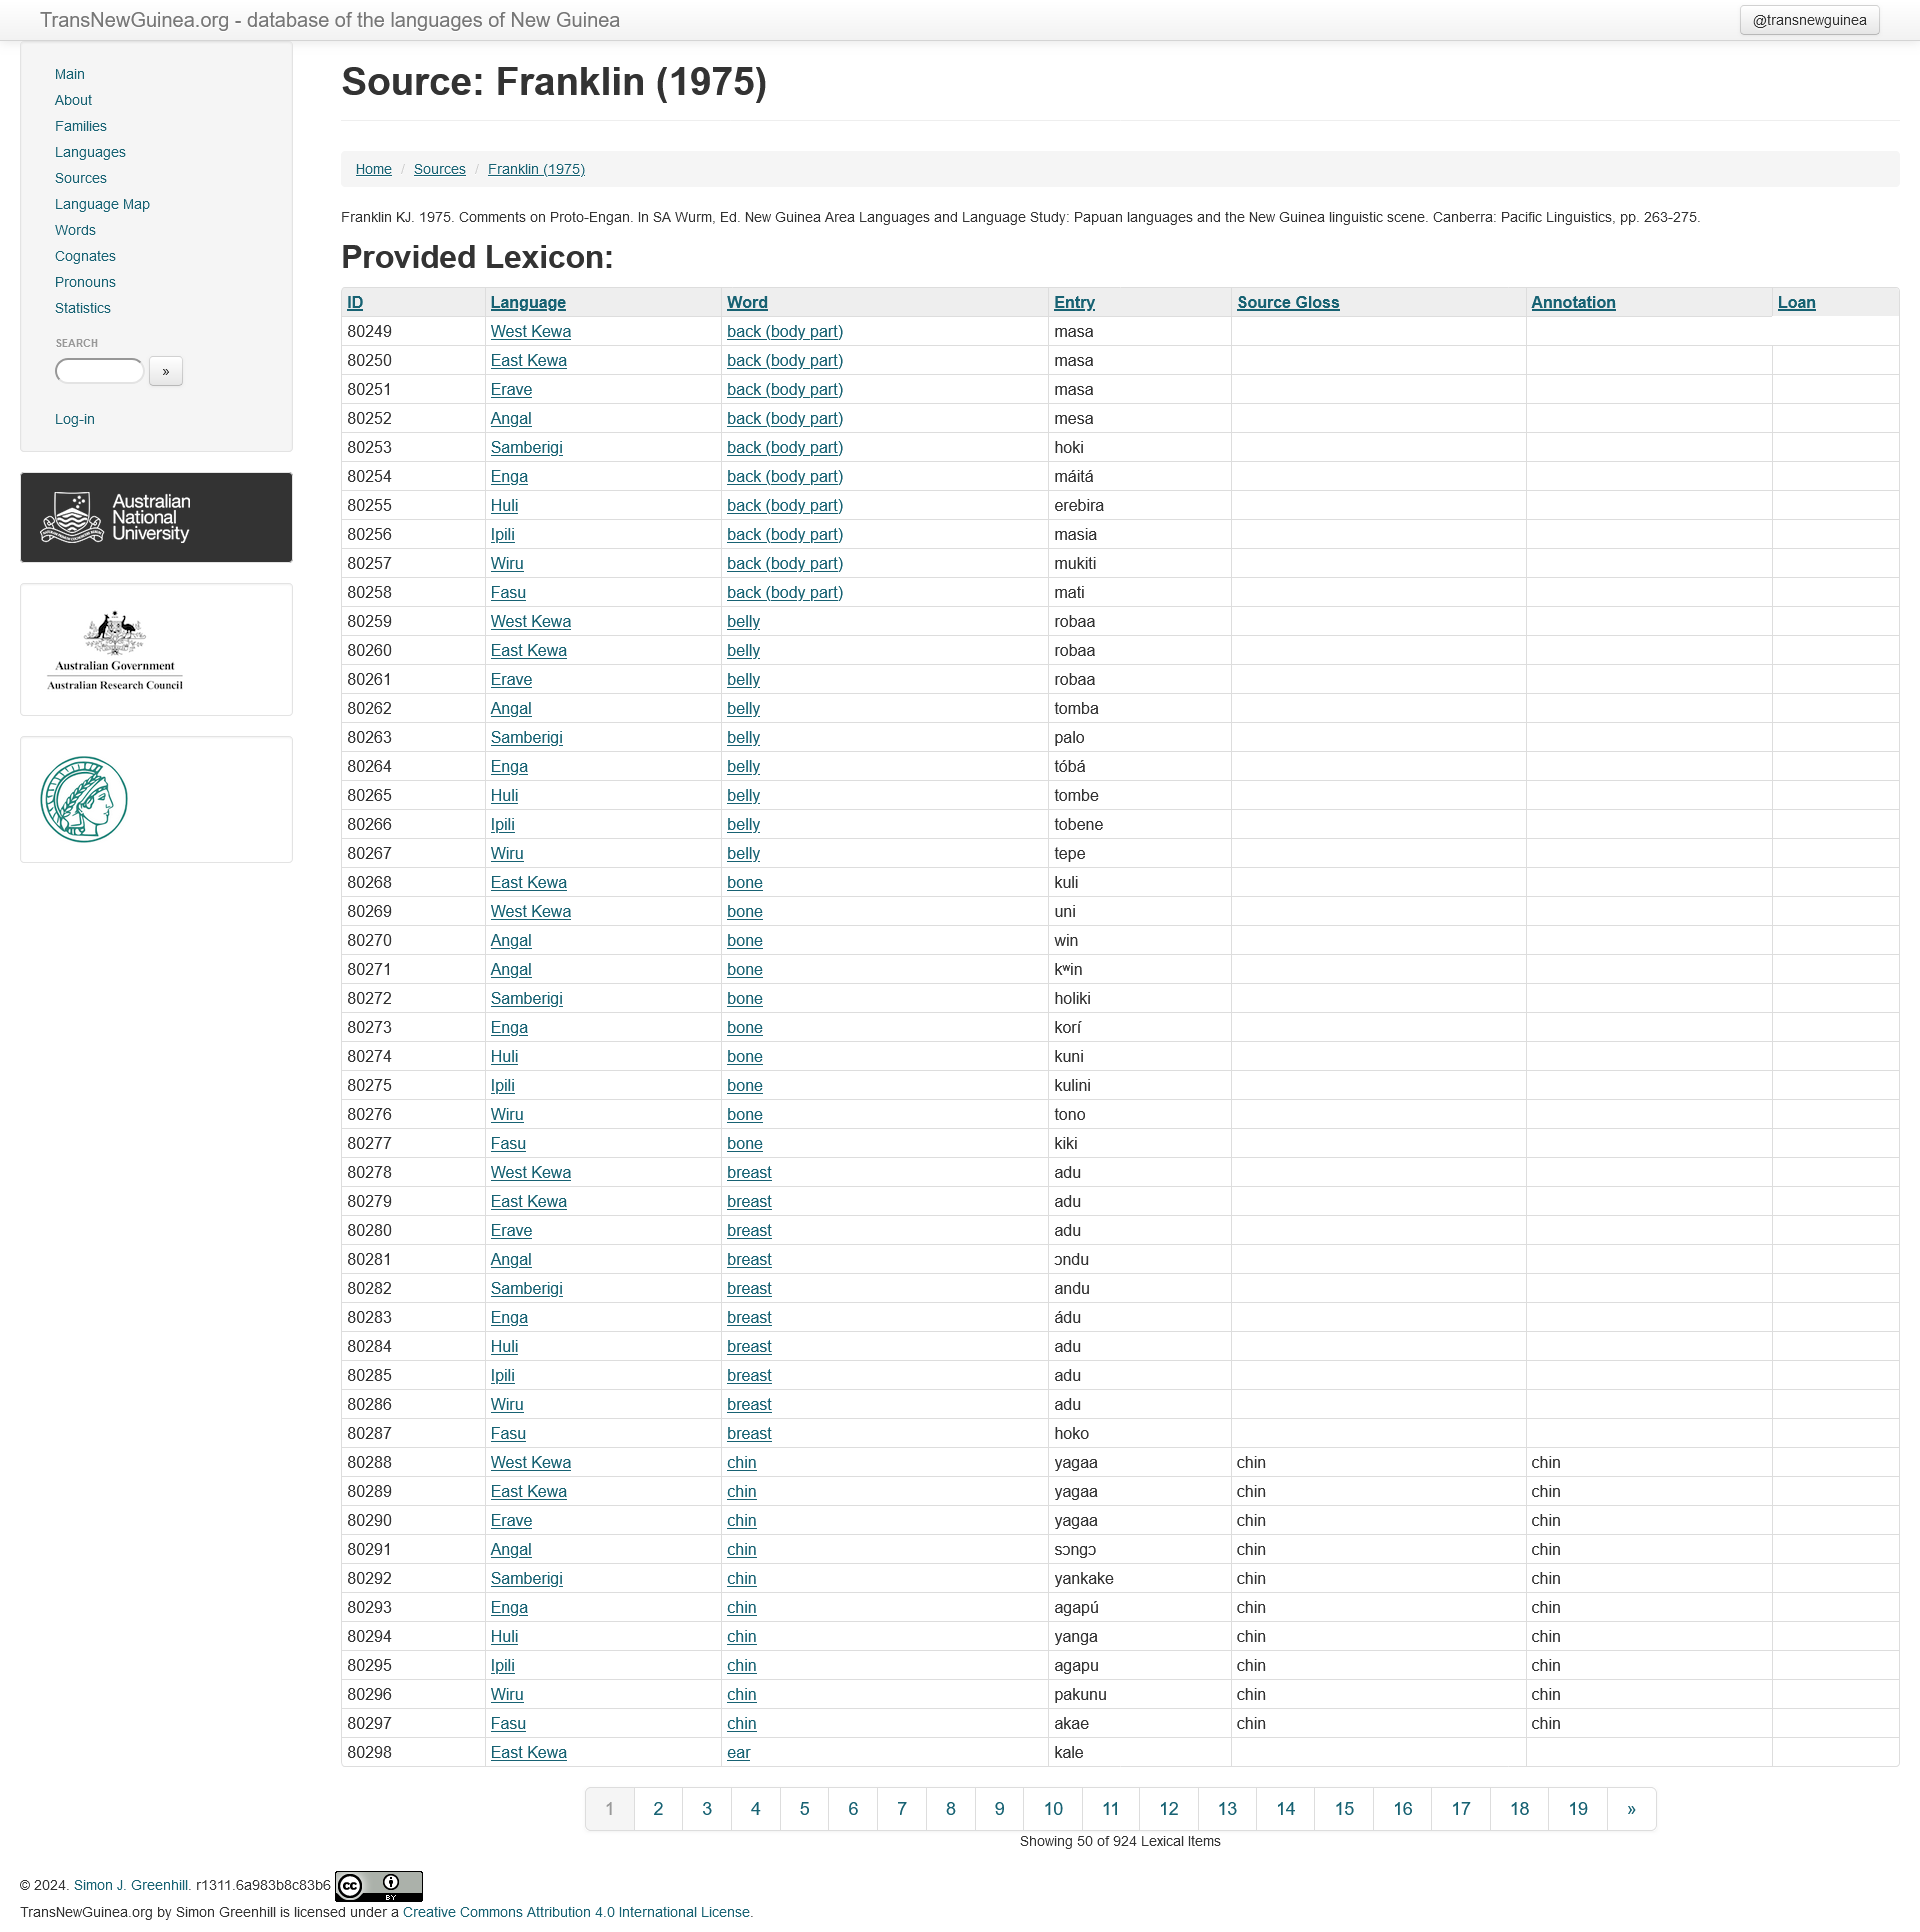 TransNewGuinea.org - database of the languages of New Guinea
@transnewguinea
Main
About
Families
Languages
Sources
Language Map
Words
Cognates
Pronouns
Statistics
SEARCH
»
Log-in
Australian
National
University
Australian Government
Australian Research Council
Source: Franklin (1975)
Home / Sources / Franklin (1975)
Franklin KJ. 1975. Comments on Proto-Engan. In SA Wurm, Ed. New Guinea Area Languages and Language Study: Papuan languages and the New Guinea linguistic scene. Canberra: Pacific Linguistics, pp. 263-275.
Provided Lexicon:
ID Language Word Entry Source Gloss Annotation Loan
80249 West Kewa back (body part) masa
80250 East Kewa back (body part) masa
80251 Erave back (body part) masa
80252 Angal back (body part) mesa
80253 Samberigi back (body part) hoki
80254 Enga back (body part) máitá
80255 Huli back (body part) erebira
80256 Ipili back (body part) masia
80257 Wiru back (body part) mukiti
80258 Fasu back (body part) mati
80259 West Kewa belly robaa
80260 East Kewa belly robaa
80261 Erave belly robaa
80262 Angal belly tomba
80263 Samberigi belly palo
80264 Enga belly tóbá
80265 Huli belly tombe
80266 Ipili belly tobene
80267 Wiru belly tepe
80268 East Kewa bone kuli
80269 West Kewa bone uni
80270 Angal bone win
80271 Angal bone kʷin
80272 Samberigi bone holiki
80273 Enga bone korí
80274 Huli bone kuni
80275 Ipili bone kulini
80276 Wiru bone tono
80277 Fasu bone kiki
80278 West Kewa breast adu
80279 East Kewa breast adu
80280 Erave breast adu
80281 Angal breast ɔndu
80282 Samberigi breast andu
80283 Enga breast ádu
80284 Huli breast adu
80285 Ipili breast adu
80286 Wiru breast adu
80287 Fasu breast hoko
80288 West Kewa chin yagaa chin chin
80289 East Kewa chin yagaa chin chin
80290 Erave chin yagaa chin chin
80291 Angal chin sɔngɔ chin chin
80292 Samberigi chin yankake chin chin
80293 Enga chin agapú chin chin
80294 Huli chin yanga chin chin
80295 Ipili chin agapu chin chin
80296 Wiru chin pakunu chin chin
80297 Fasu chin akae chin chin
80298 East Kewa ear kale
1 2 3 4 5 6 7 8 9 10 11 12 13 14 15 16 17 18 19 »
Showing 50 of 924 Lexical Items
© 2024. Simon J. Greenhill. r1311.6a983b8c83b6 cc BY
TransNewGuinea.org by Simon Greenhill is licensed under a Creative Commons Attribution 4.0 International License.